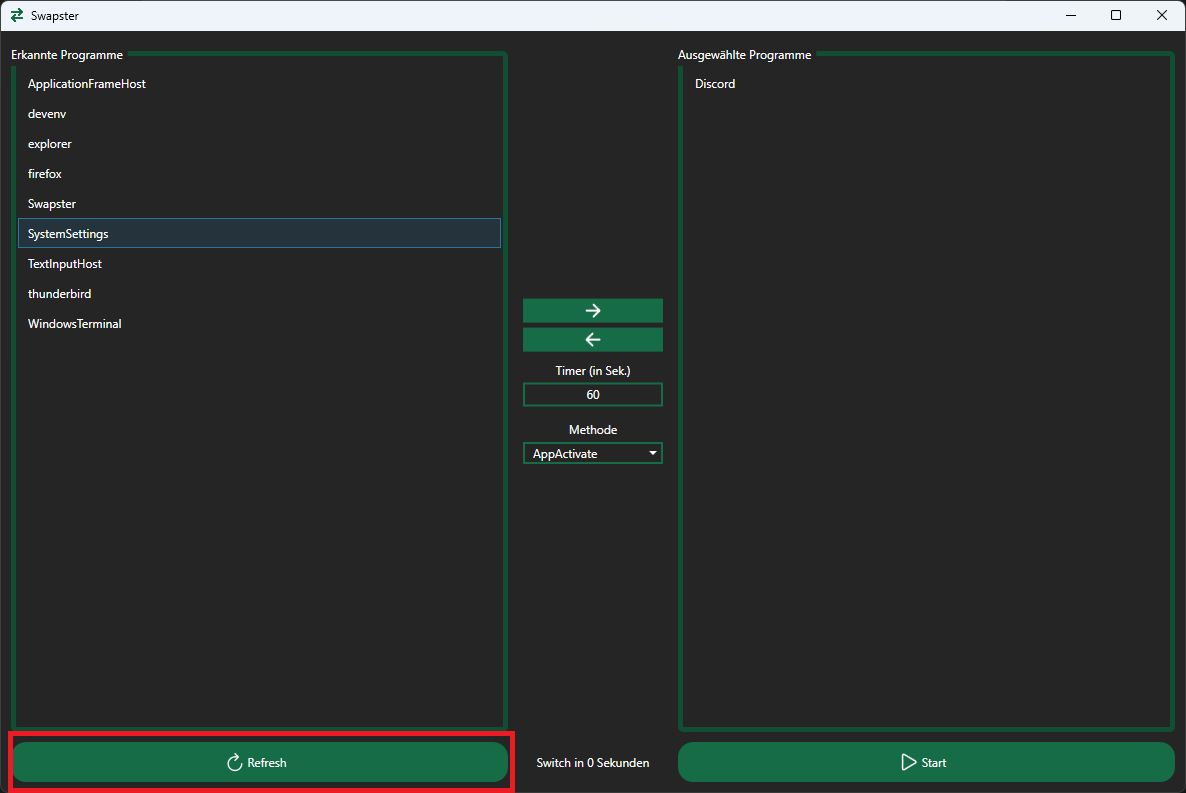 Swapster
Erkannte Programme
ApplicationFrameHost
devenv
explorer
firefox
Swapster
SystemSettings
TextInputHost
thunderbird
WindowsTerminal
Refresh
Timer (in Sek.)
60
Methode
AppActivate
Switch in 0 Sekunden
Ausgewählte Programme
Discord
Start